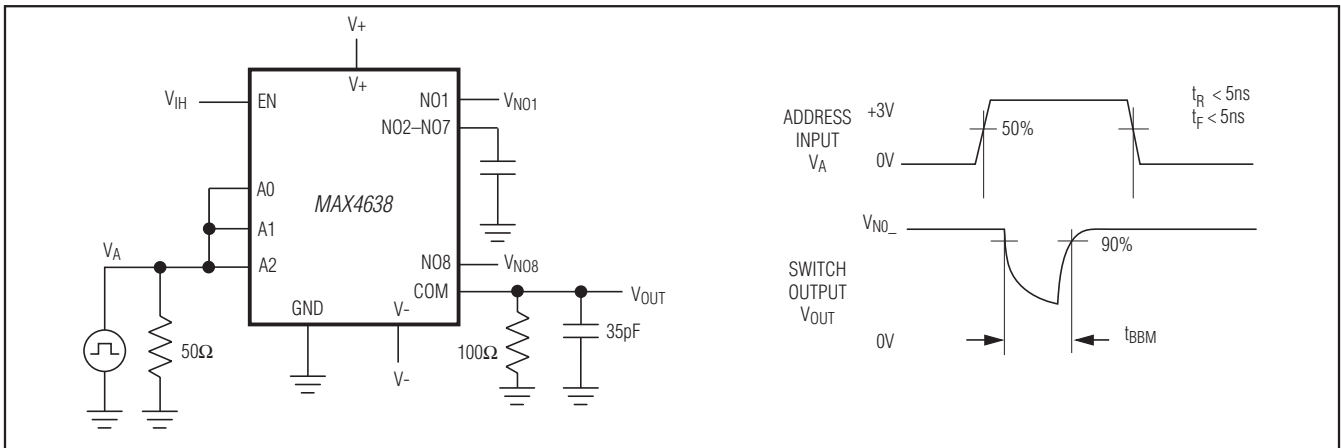 V+
V+
VIH
EN
NO1
VNO1
NO2–NO7
A0
MAX4638
A1
VA
A2
NO8
VNO8
COM
VOUT
GND
V-
50Ω
100Ω
35pF
V-
ADDRESS
INPUT
VA
+3V
0V
50%
tR < 5ns
tF < 5ns
VNO_
90%
SWITCH
OUTPUT
VOUT
0V
tBBM